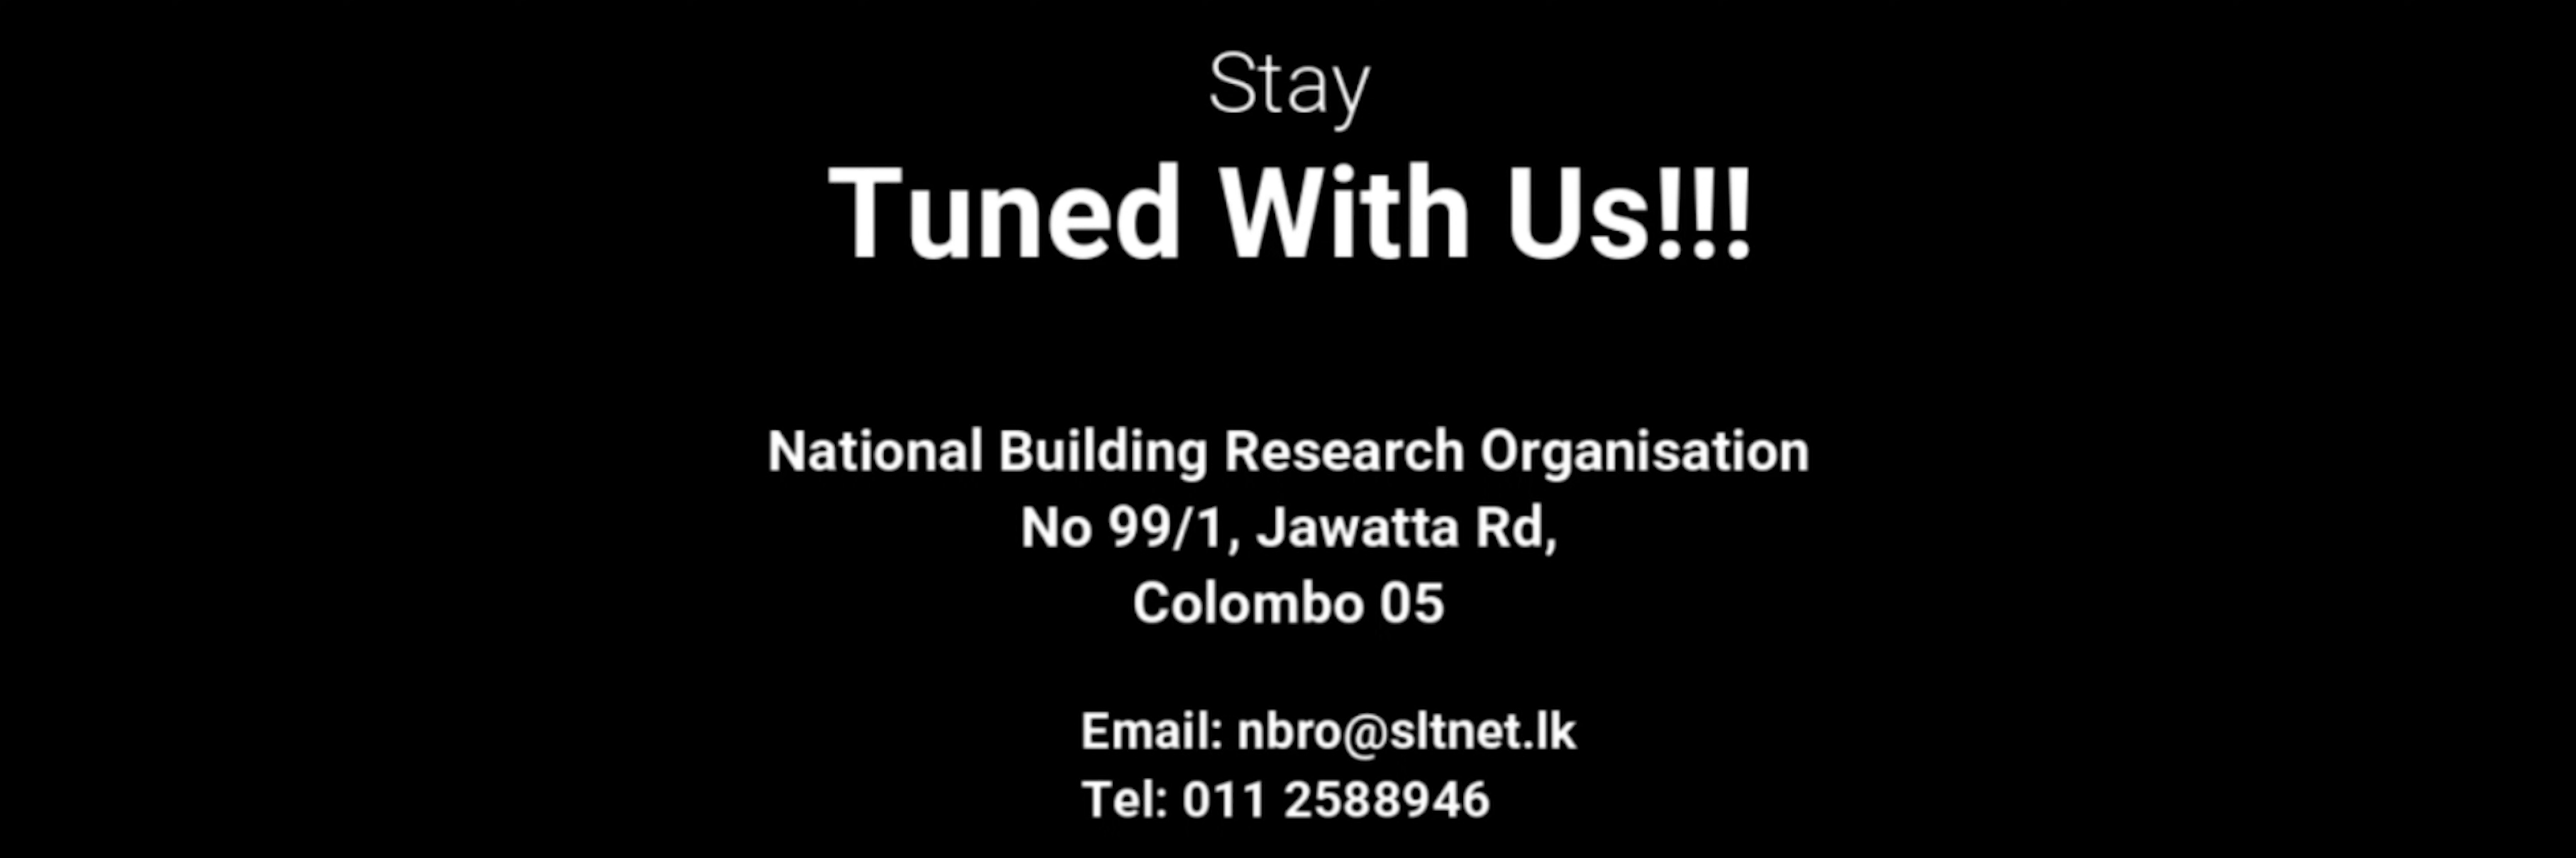 Stay
Tuned With Us!!!
National Building Research Organisation
No 99/1, Jawatta Rd,
Colombo 05
Email: nbro@sltnet.lk
Tel: 011 2588946